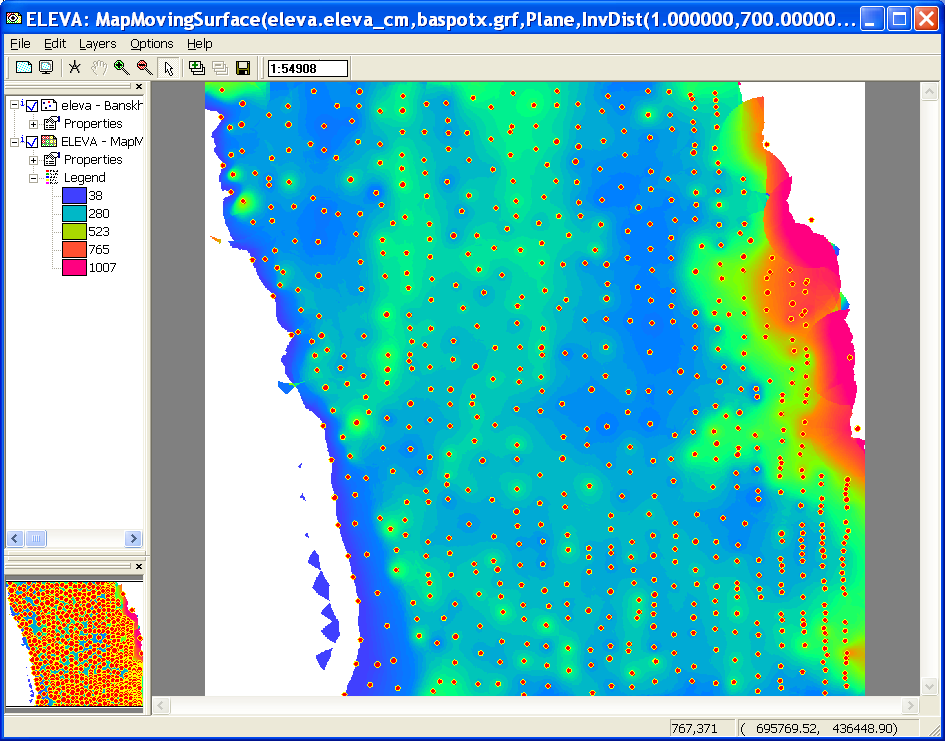 ELEVA: MapMovingSurface(eleva.eleva_cm,baspotx.grf,Plane,InvDist(1.000000,700.00000...
File Edit Layers Options Help
1:54908
eleva - Banskh
Properties
ELEVA - MapM
Properties
Legend
38
280
523
765
1007
767,371 ( 695769.52, 436448.90)